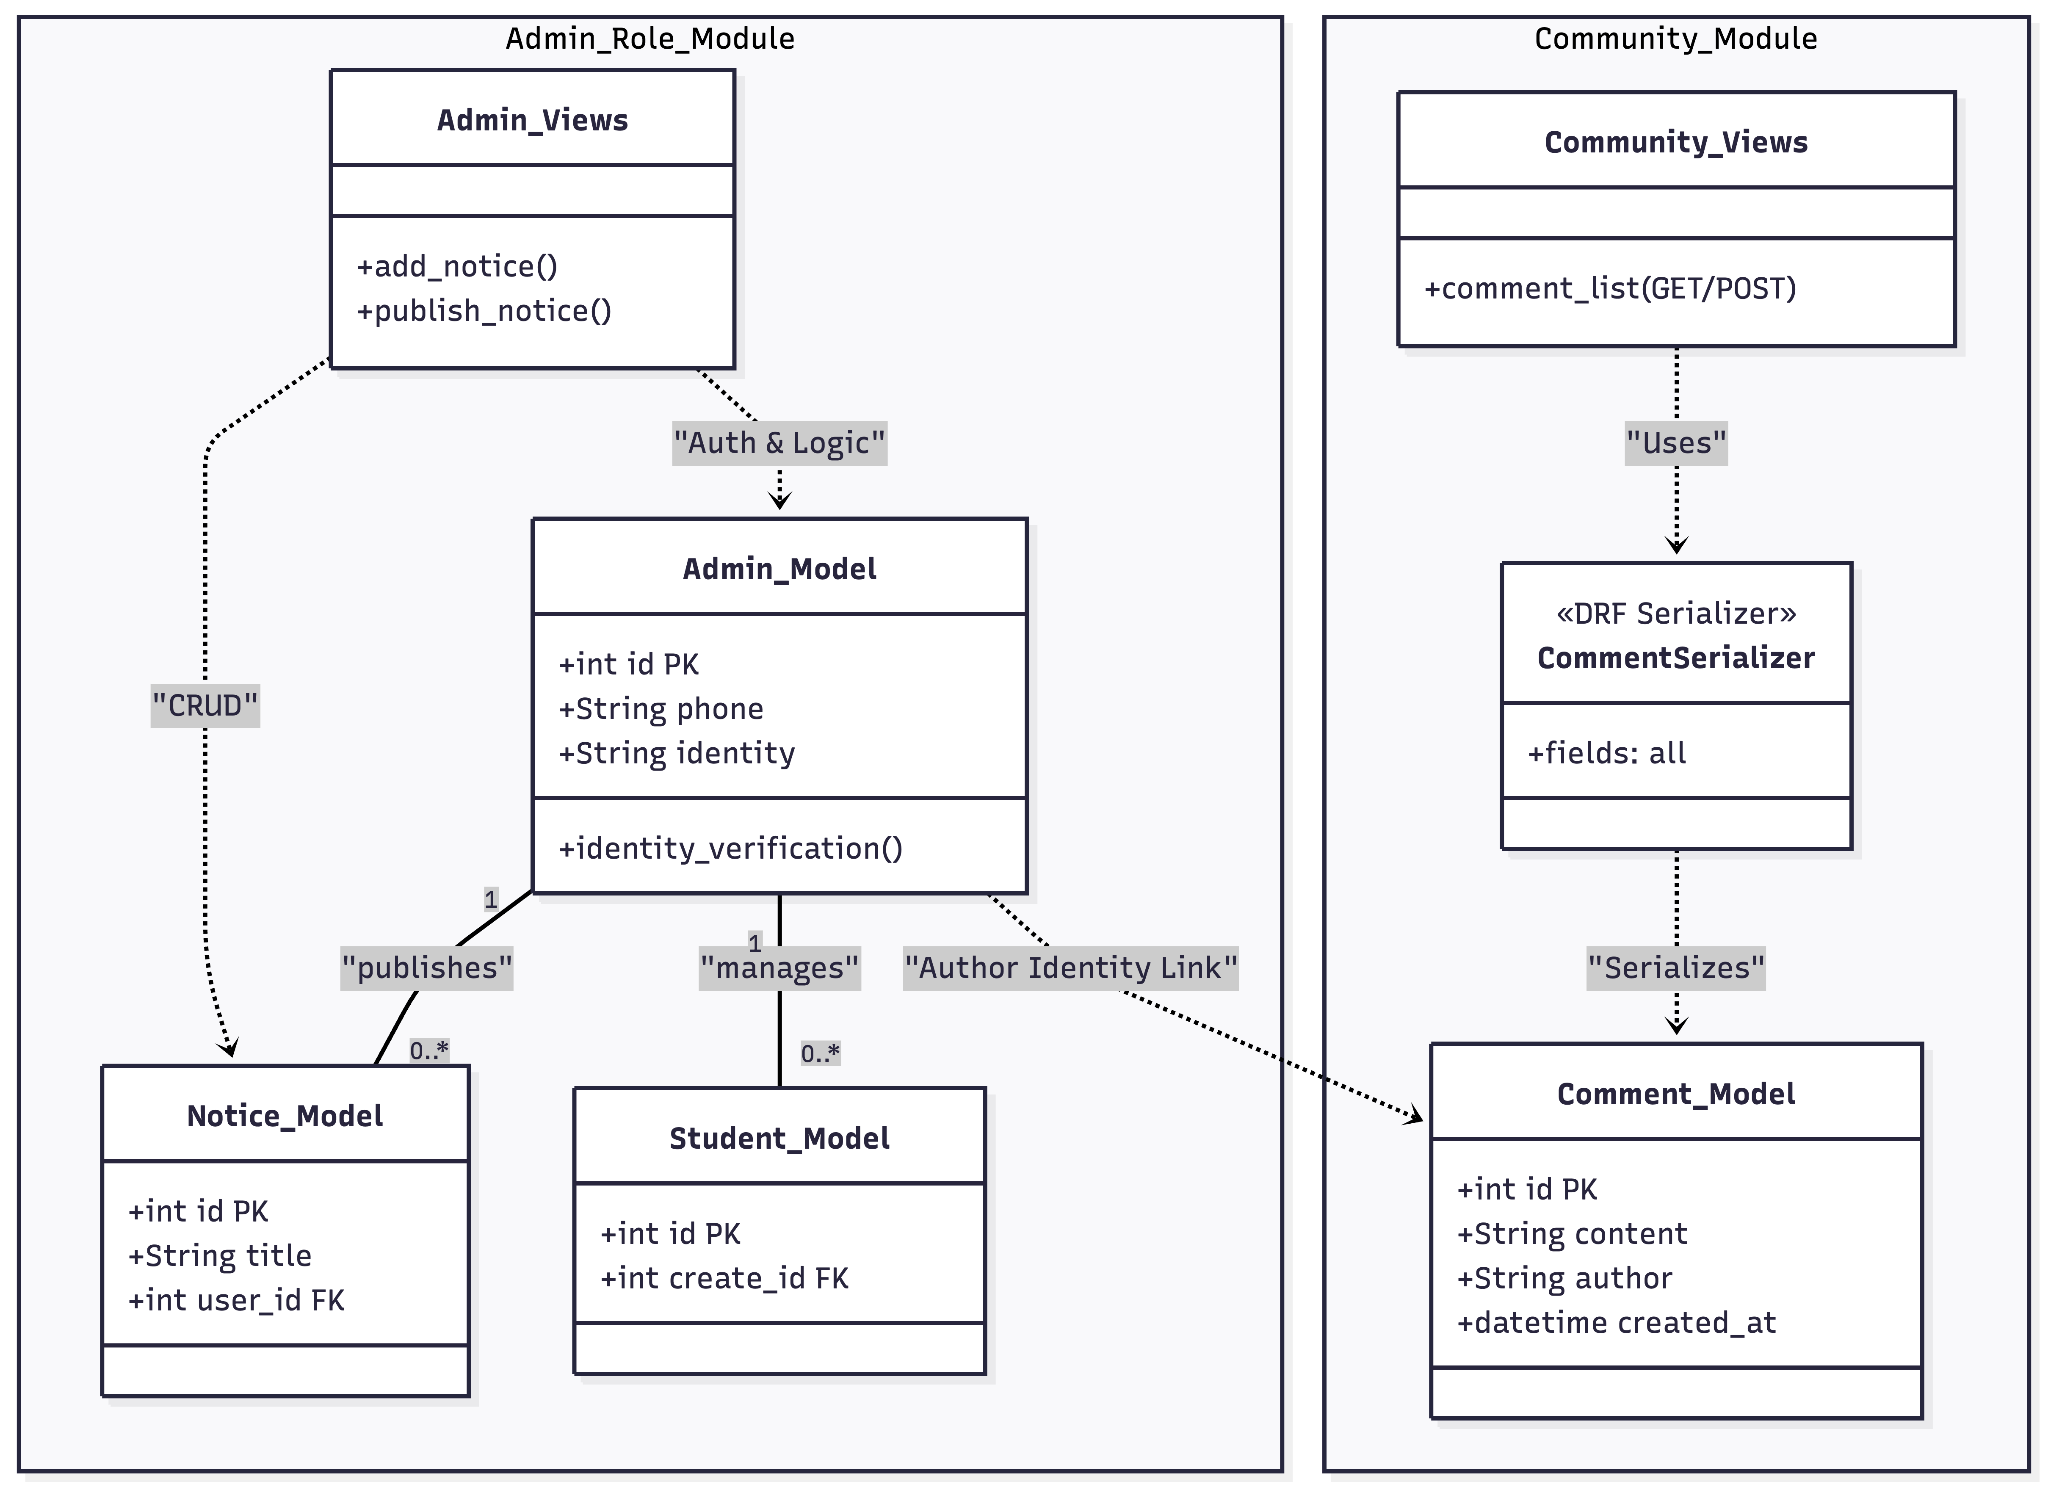 Admin_Role_Module
Admin_Views
+add_notice()
+publish_notice()
"Auth & Logic"
"CRUD"
Admin_Model
+int id PK
+String phone
+String identity
+identity_verification()
1
"publishes"
0..*
1
"manages"
0..*
"Author Identity Link"
Notice_Model
+int id PK
+String title
+int user_id FK
Student_Model
+int id PK
+int create_id FK
Community_Module
Community_Views
+comment_list(GET/POST)
"Uses"
«DRF Serializer»
CommentSerializer
+fields: all
"Serializes"
Comment_Model
+int id PK
+String content
+String author
+datetime created_at